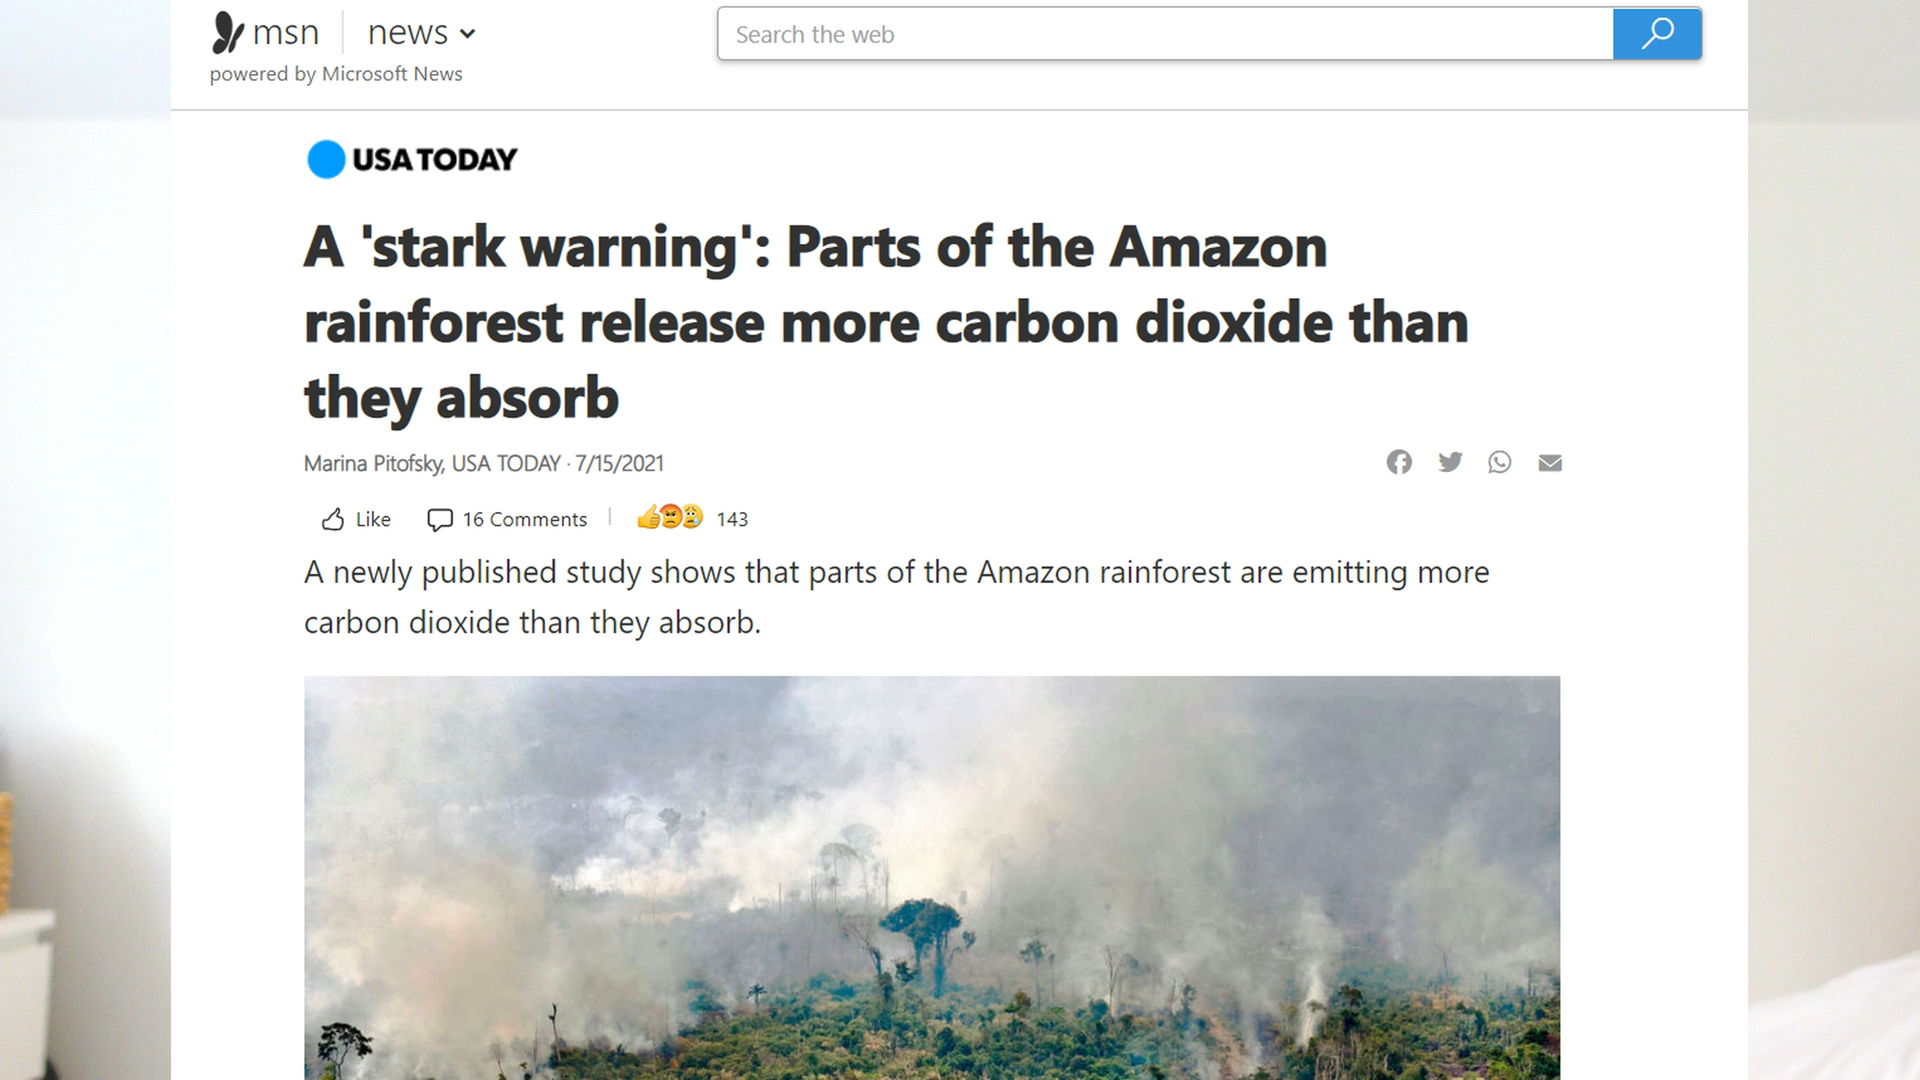 msn
news
Search the web
powered by Microsoft News
USA TODAY
A 'stark warning': Parts of the Amazon
rainforest release more carbon dioxide than
they absorb
Marina Pitofsky, USA TODAY · 7/15/2021
Like
16 Comments
143
A newly published study shows that parts of the Amazon rainforest are emitting more
carbon dioxide than they absorb.